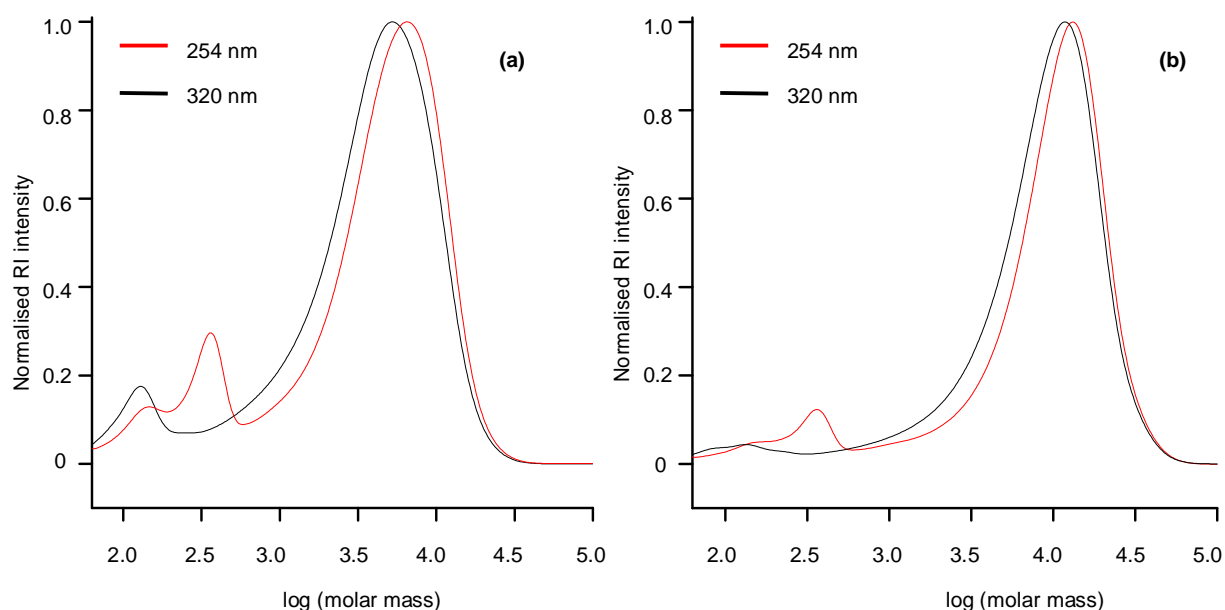 1.0
254 nm
(a)
320 nm
0.8
0.6
0.4
0.2
0
Normalised RI intensity
2.0 2.5 3.0 3.5 4.0 4.5 5.0
log (molar mass)
1.0
254 nm
(b)
320 nm
0.8
0.6
0.4
0.2
0
Normalised RI intensity
2.0 2.5 3.0 3.5 4.0 4.5 5.0
log (molar mass)